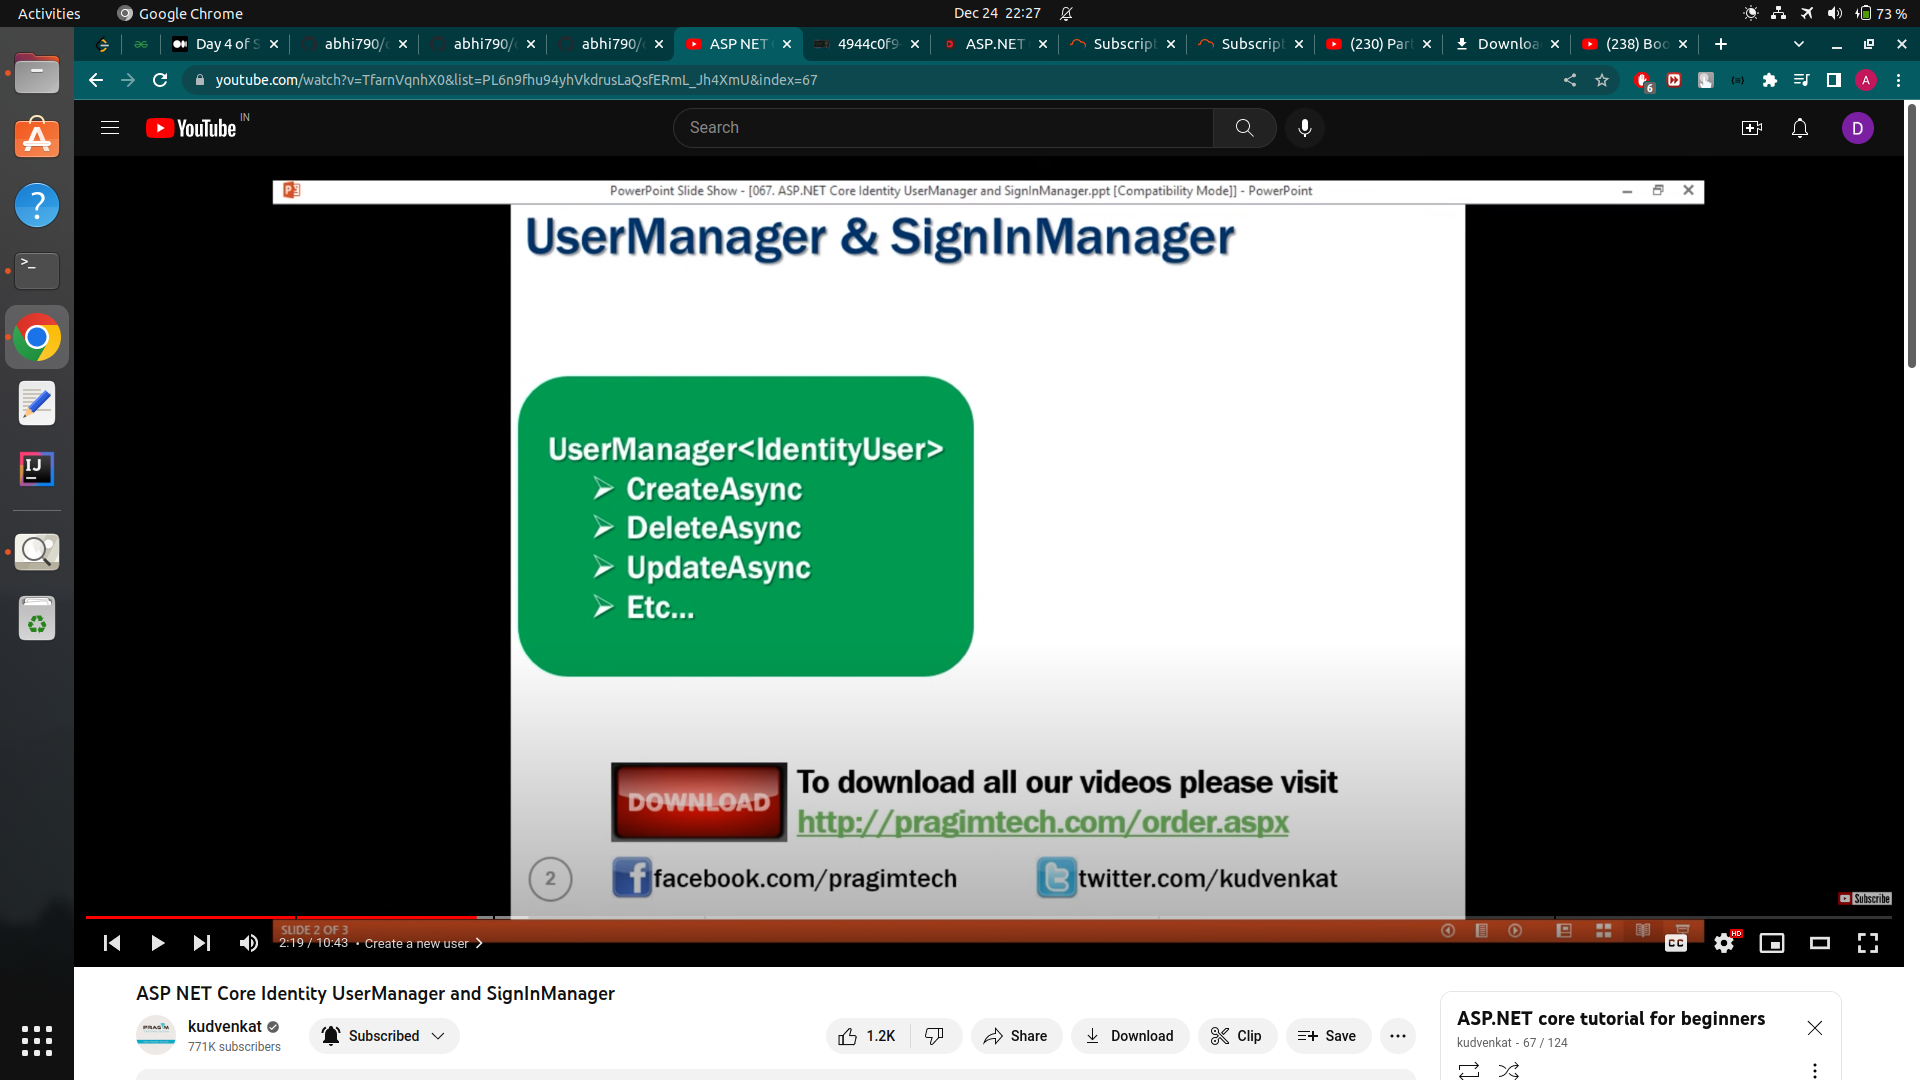 Activities
Google Chrome
Dec 24 22:27
73 %
Day 4 of S
abhi790/
abhi790/
abhi790/
ASP NET
4944c0f9
ASP.NET
Subscript
Subscript
(230) Par
Downloa
(238) Boo
youtube.com/watch?v=TfarnVqnhX0&list=PL6n9fhu94yhVkdrusLaQsfERmL_Jh4XmU&index=67
6
A
YouTube IN
Search
D
PowerPoint Slide Show - [067. ASP.NET Core Identity UserManager and SignInManager.ppt [Compatibility Mode]] - PowerPoint
UserManager & SignInManager
UserManager<IdentityUser>
CreateAsync
DeleteAsync
UpdateAsync
Etc...
DOWNLOAD
To download all our videos please visit
http://pragimtech.com/order.aspx
2
facebook.com/pragimtech
twitter.com/kudvenkat
Subscribe
SLIDE 2 OF 3
2:19 / 10:43 • Create a new user
CC
HD
IJ
ASP NET Core Identity UserManager and SignInManager
PRAGIM
kudvenkat
771K subscribers
Subscribed
1.2K
Share
Download
Clip
Save
ASP.NET core tutorial for beginners
kudvenkat - 67 / 124